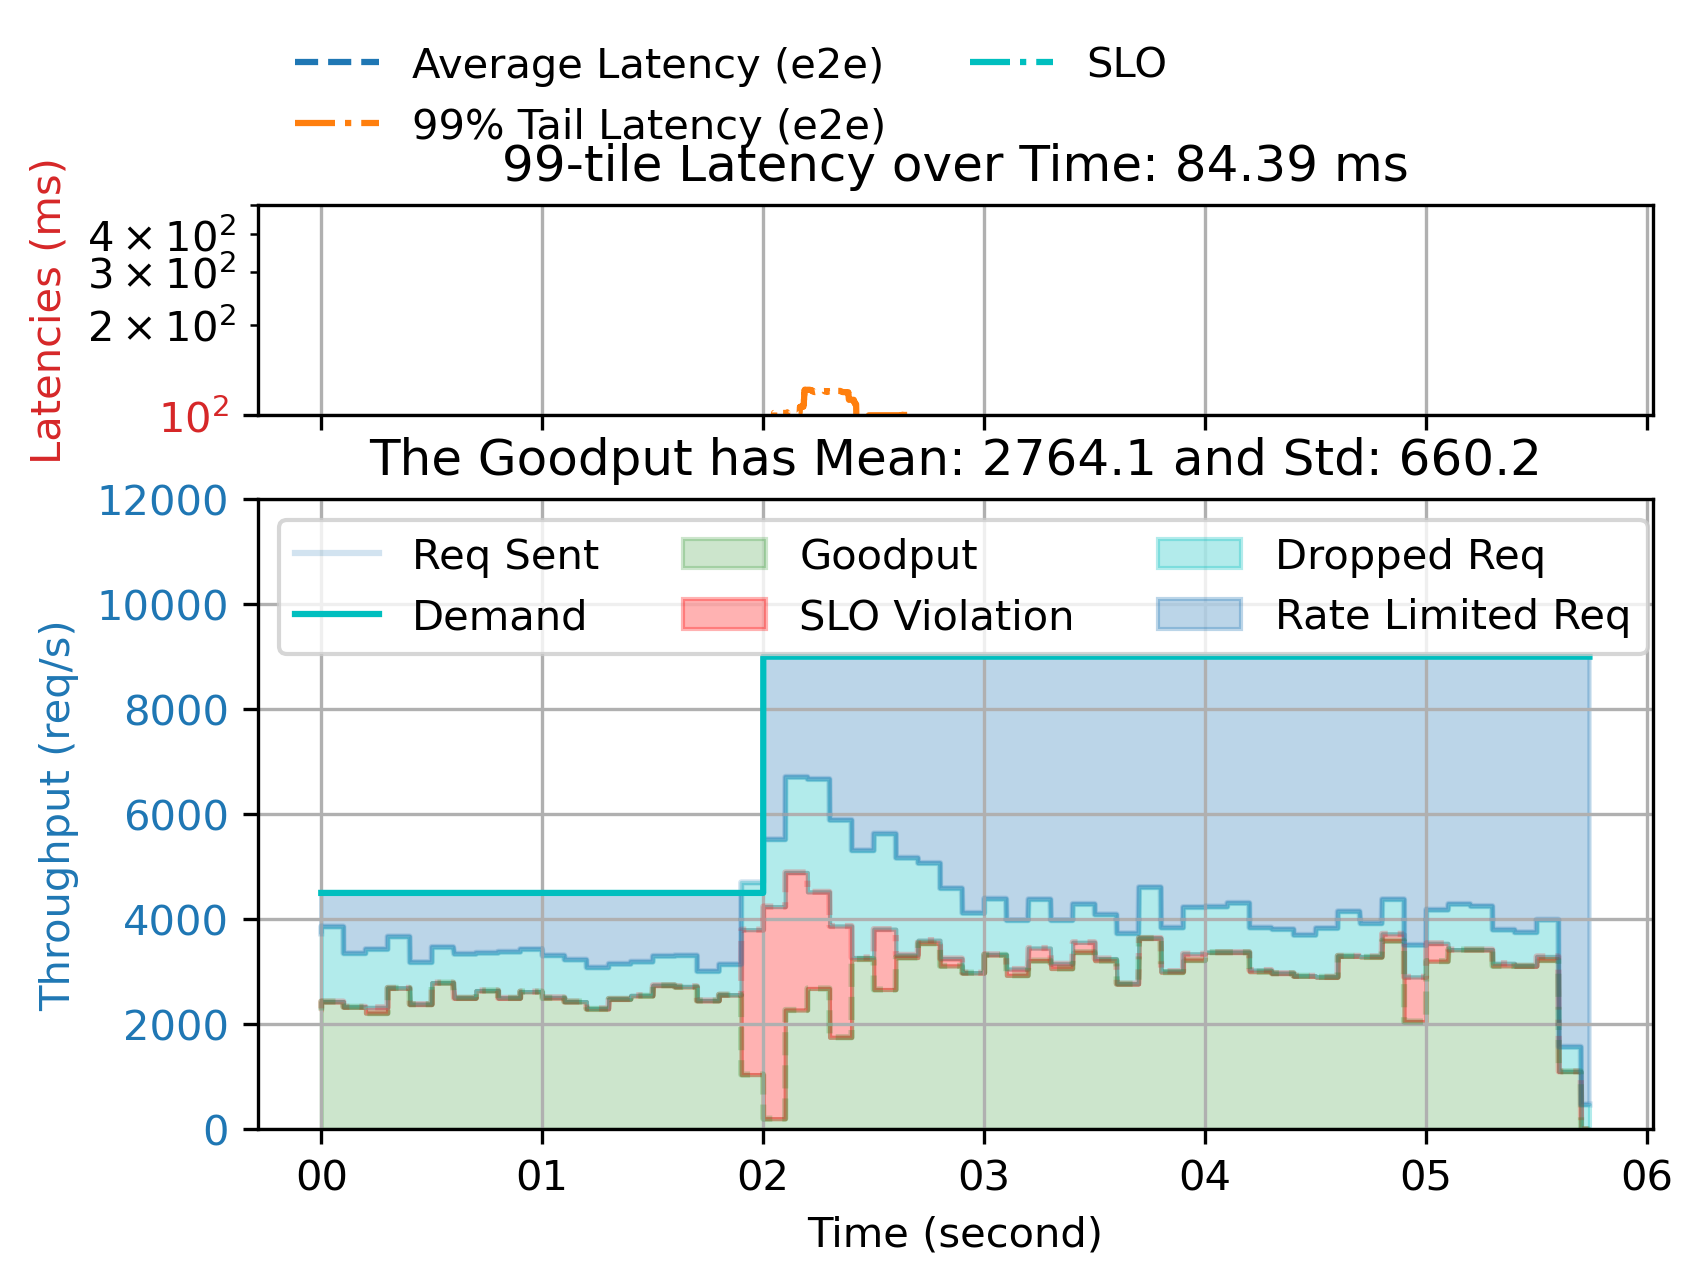 Average Latency (e2e)
SLO
99% Tail Latency (e2e)
99-tile Latency over Time: 84.39 ms
Latencies (ms)
4 × 10²
3 × 10²
2 × 10²
10²
The Goodput has Mean: 2764.1 and Std: 660.2
Throughput (req/s)
12000
10000
8000
6000
4000
2000
0
Req Sent
Goodput
Dropped Req
Demand
SLO Violation
Rate Limited Req
00 01 02 03 04 05 06
Time (second)